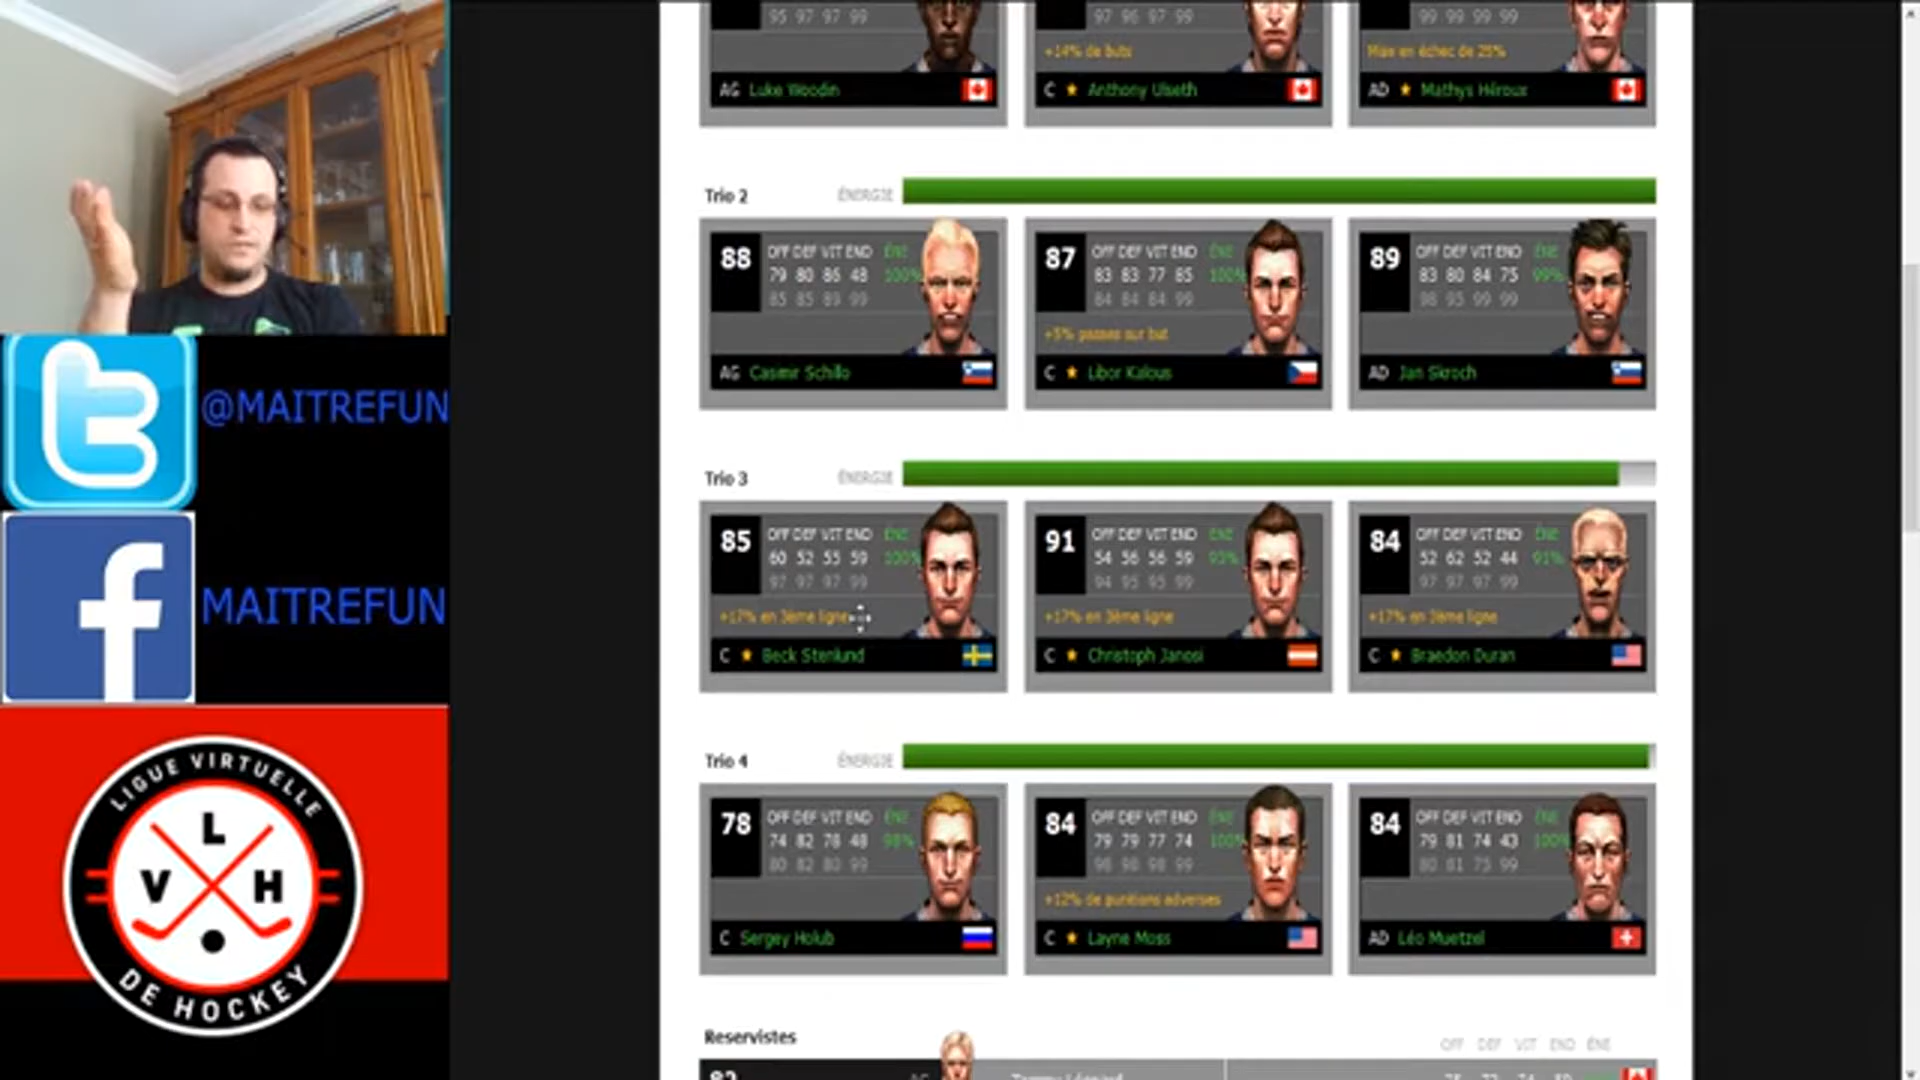 95 97 97 99
97 96 97 99
99 99 99 99
+14% de buts
Mise en échec de 25%
AG Luke Woodin
C ★ Anthony Ulseth
AD ★ Mathys Héroux
Trio 2 ÉNERGIE
88 OFF DEF VIT END ÉNE
79 80 86 48 100%
85 85 89 99
AG Casimir Schillo
87 OFF DEF VIT END ÉNE
83 83 77 85 100%
84 84 84 99
+5% passes sur but
C ★ Libor Kalous
89 OFF DEF VIT END ÉNE
83 80 84 75 99%
98 95 99 99
AD Jan Skroch
@MAITREFUN
Trio 3 ÉNERGIE
85 OFF DEF VIT END ÉNE
60 52 55 59 100%
97 97 97 99
+17% en 3ème ligne
C ★ Beck Stenlund
91 OFF DEF VIT END ÉNE
54 56 56 59 93%
94 95 95 99
+17% en 3ème ligne
C ★ Christoph Janosi
84 OFF DEF VIT END ÉNE
52 62 52 44 91%
97 97 97 99
+17% en 3ème ligne
C ★ Braedon Duran
MAITREFUN
Trio 4 ÉNERGIE
78 OFF DEF VIT END ÉNE
74 82 78 48 98%
80 82 80 99
C Sergey Holub
84 OFF DEF VIT END ÉNE
79 79 77 74 100%
98 98 98 99
+12% de punitions adverses
C ★ Layne Moss
84 OFF DEF VIT END ÉNE
79 81 74 43 100%
80 81 75 99
AD Léo Muetzel
LIGUE VIRTUELLE
L
V H
DE HOCKEY
Reservistes
OFF DEF VIT END ÉNE
82